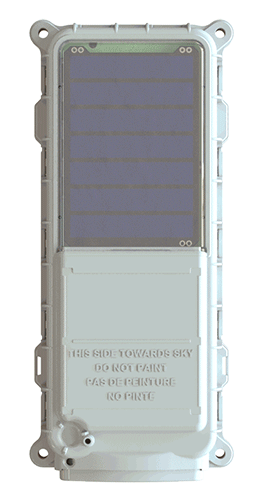 THIS SIDE TOWARDS SKY
DO NOT PAINT
PAS DE PEINTURE
NO PINTE